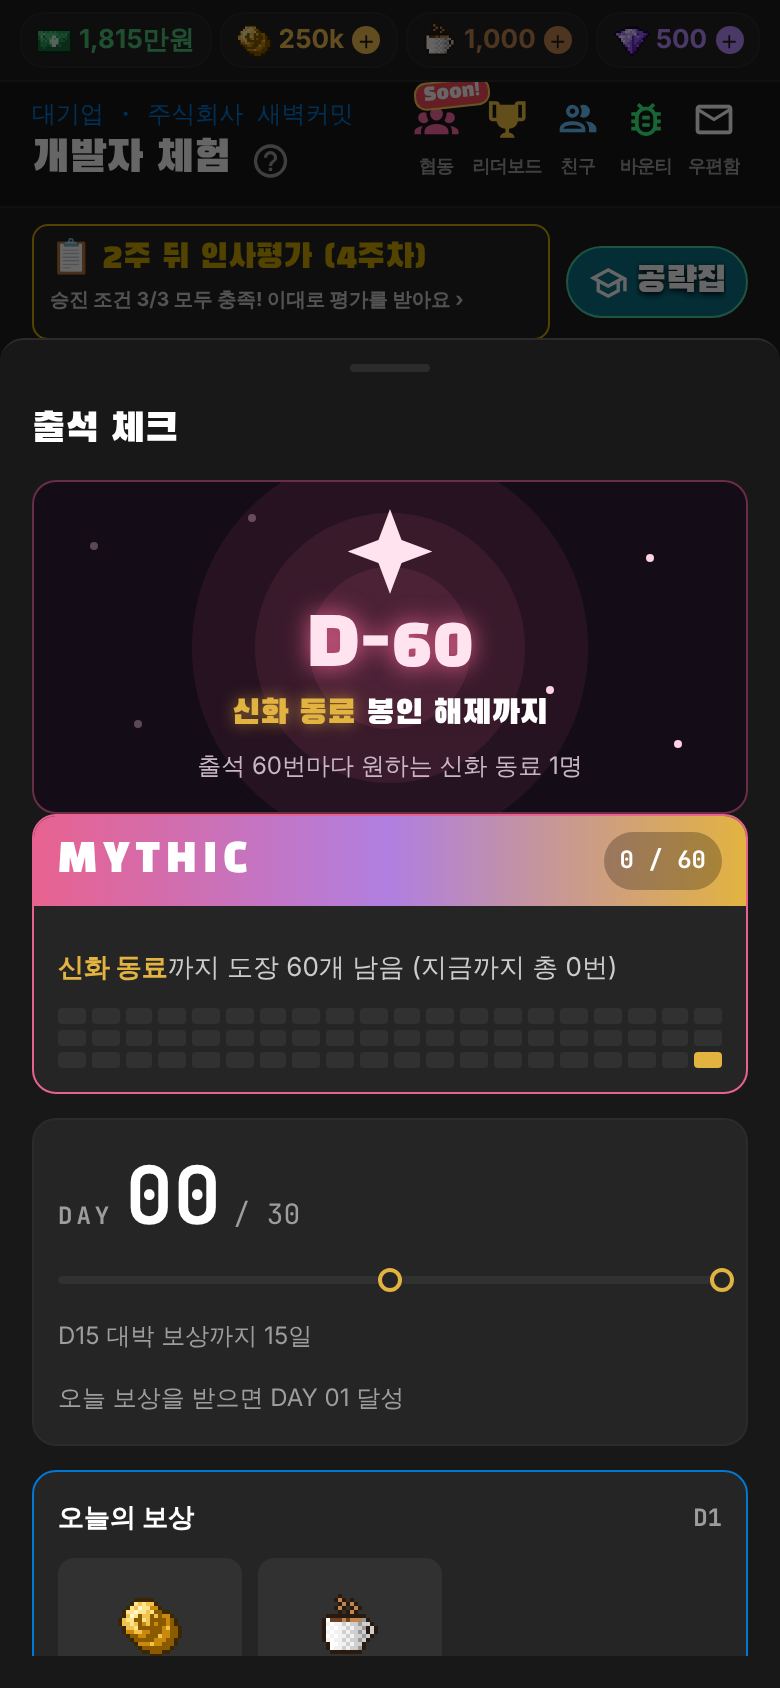 1,815만원 250k + 1,000 + 500 +
대기업 · 주식회사 새벽커밋
개발자 체험 ?
Soon!
협동 리더보드 친구 바운티 우편함
2주 뒤 인사평가 (4주차)
승진 조건 3/3 모두 충족! 이대로 평가를 받아요 ›
공략집
출석 체크
D-60
신화 동료 봉인 해제까지
출석 60번마다 원하는 신화 동료 1명
MYTHIC 0 / 60
신화 동료까지 도장 60개 남음 (지금까지 총 0번)
DAY 00 / 30
D15 대박 보상까지 15일
오늘 보상을 받으면 DAY 01 달성
오늘의 보상 D1